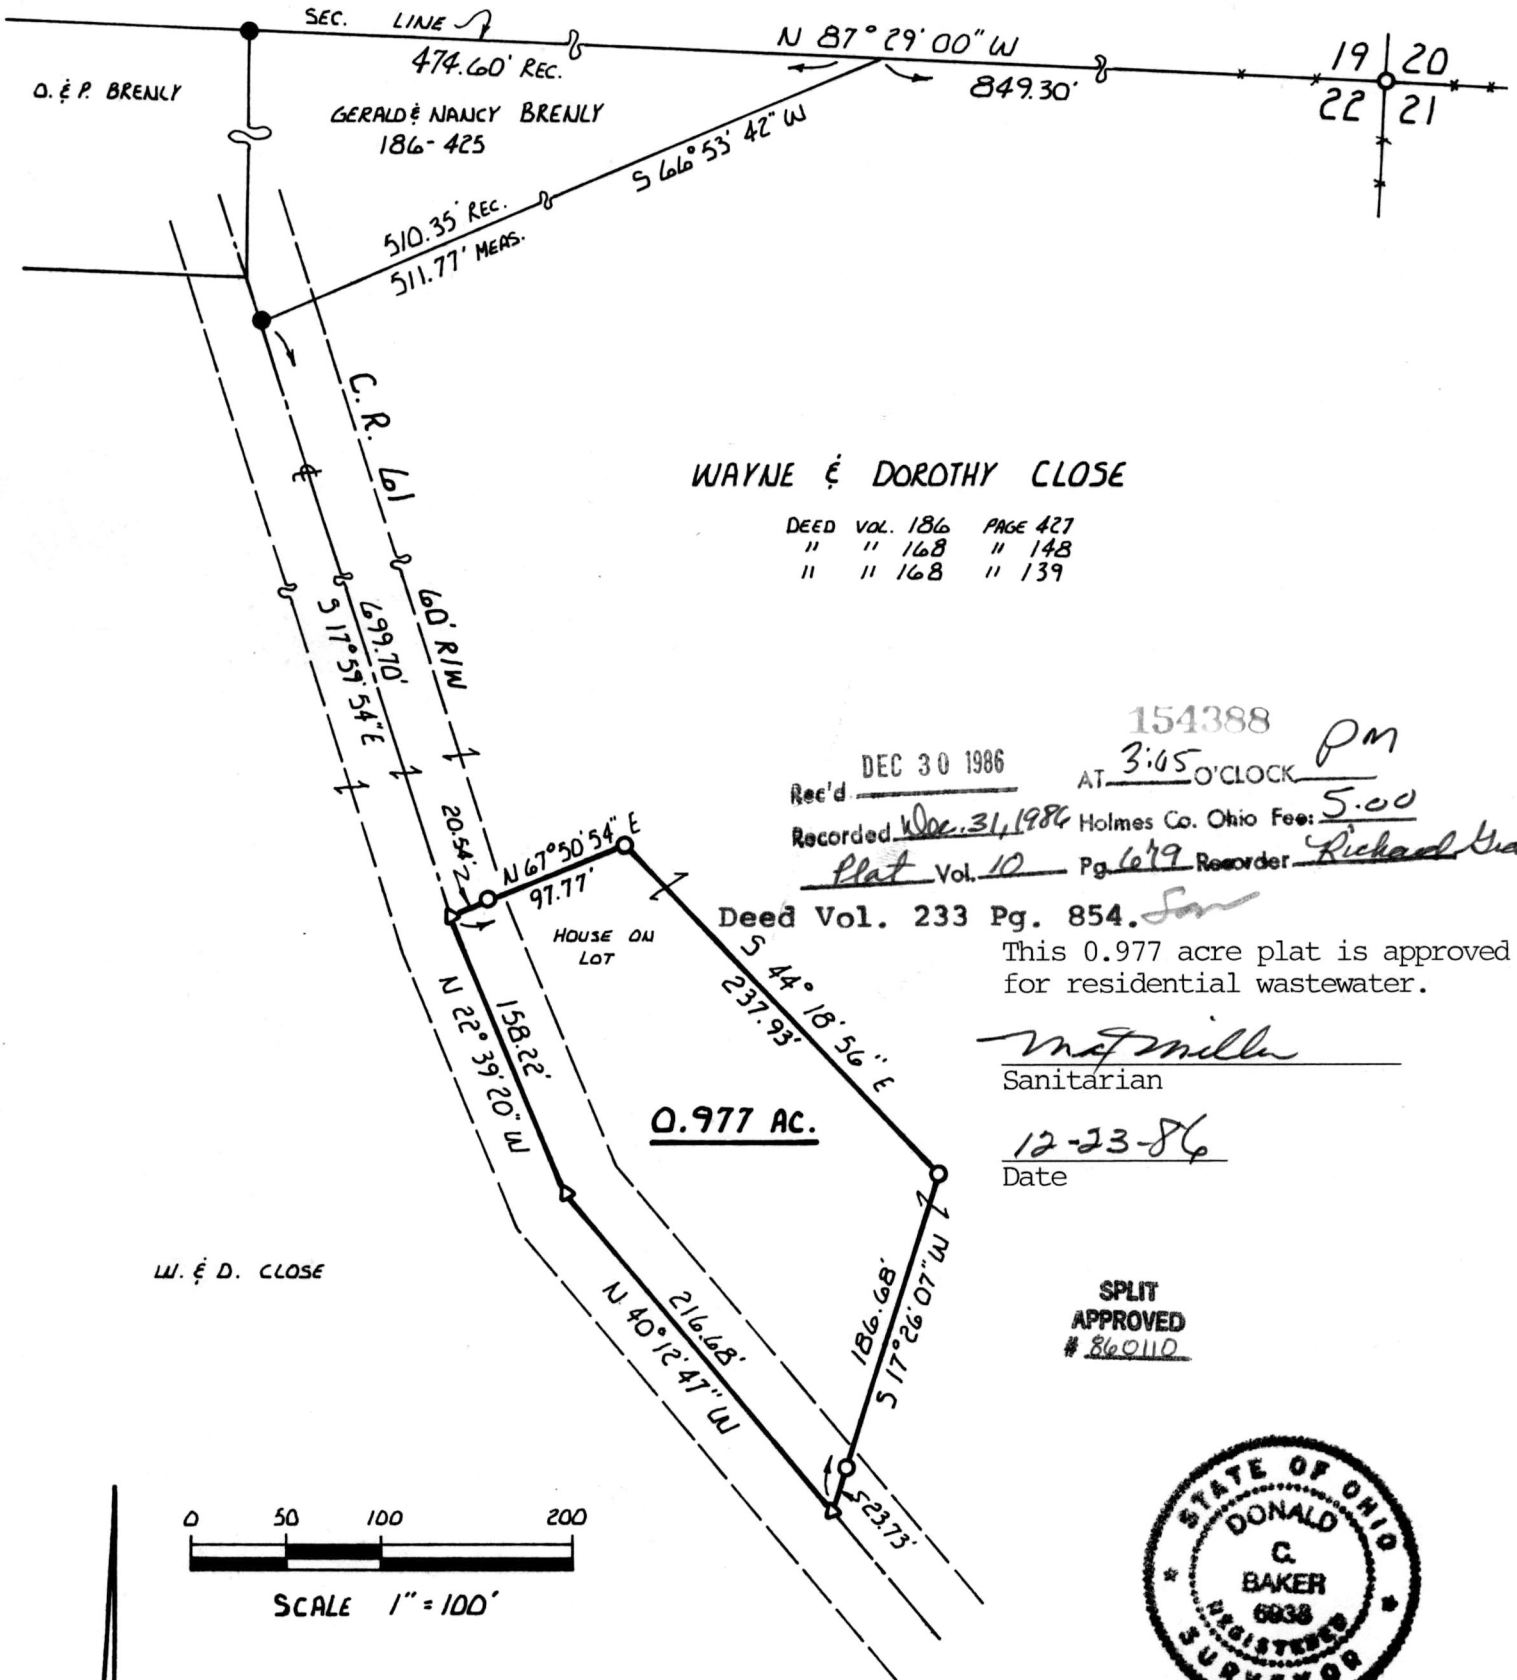 SEC. LINE
N 87° 29' 00" W
19 20
22 21
474.60' REC.
849.30'
O. & P. BRENLY
GERALD & NANCY BRENLY
186-425
S 66° 53' 42" W
510.35' REC.
511.77' MEAS.
C. R. 61
60' R/W
WAYNE & DOROTHY CLOSE
DEED VOL. 186 PAGE 427
" " 168 " 148
" " 168 " 139
699.70'
S 17° 59' 54" E
154388
Rec'd DEC 30 1986 AT 3:45 O'CLOCK PM
Recorded Dec. 31, 1986 Holmes Co. Ohio Fee: 5.00
Plat Vol. 10 Pg. 679 Recorder Richard
Deed Vol. 233 Pg. 854.
20.54'
N 67° 50' 54" E
97.77'
HOUSE ON
LOT
S 44° 18' 56" E
237.93'
This 0.977 acre plat is approved
for residential wastewater.
Sanitarian
12-23-86
Date
158.22'
N 22° 39' 20" W
0.977 AC.
W. & D. CLOSE
216.68'
N 40° 12' 47" W
186.68'
S 17° 26' 07" W
23.73'
SPLIT
APPROVED
# 860110
0 50 100 200
SCALE 1" = 100'
STATE OF OHIO
DONALD
C.
BAKER
6938
REGISTERED
SURVEYOR